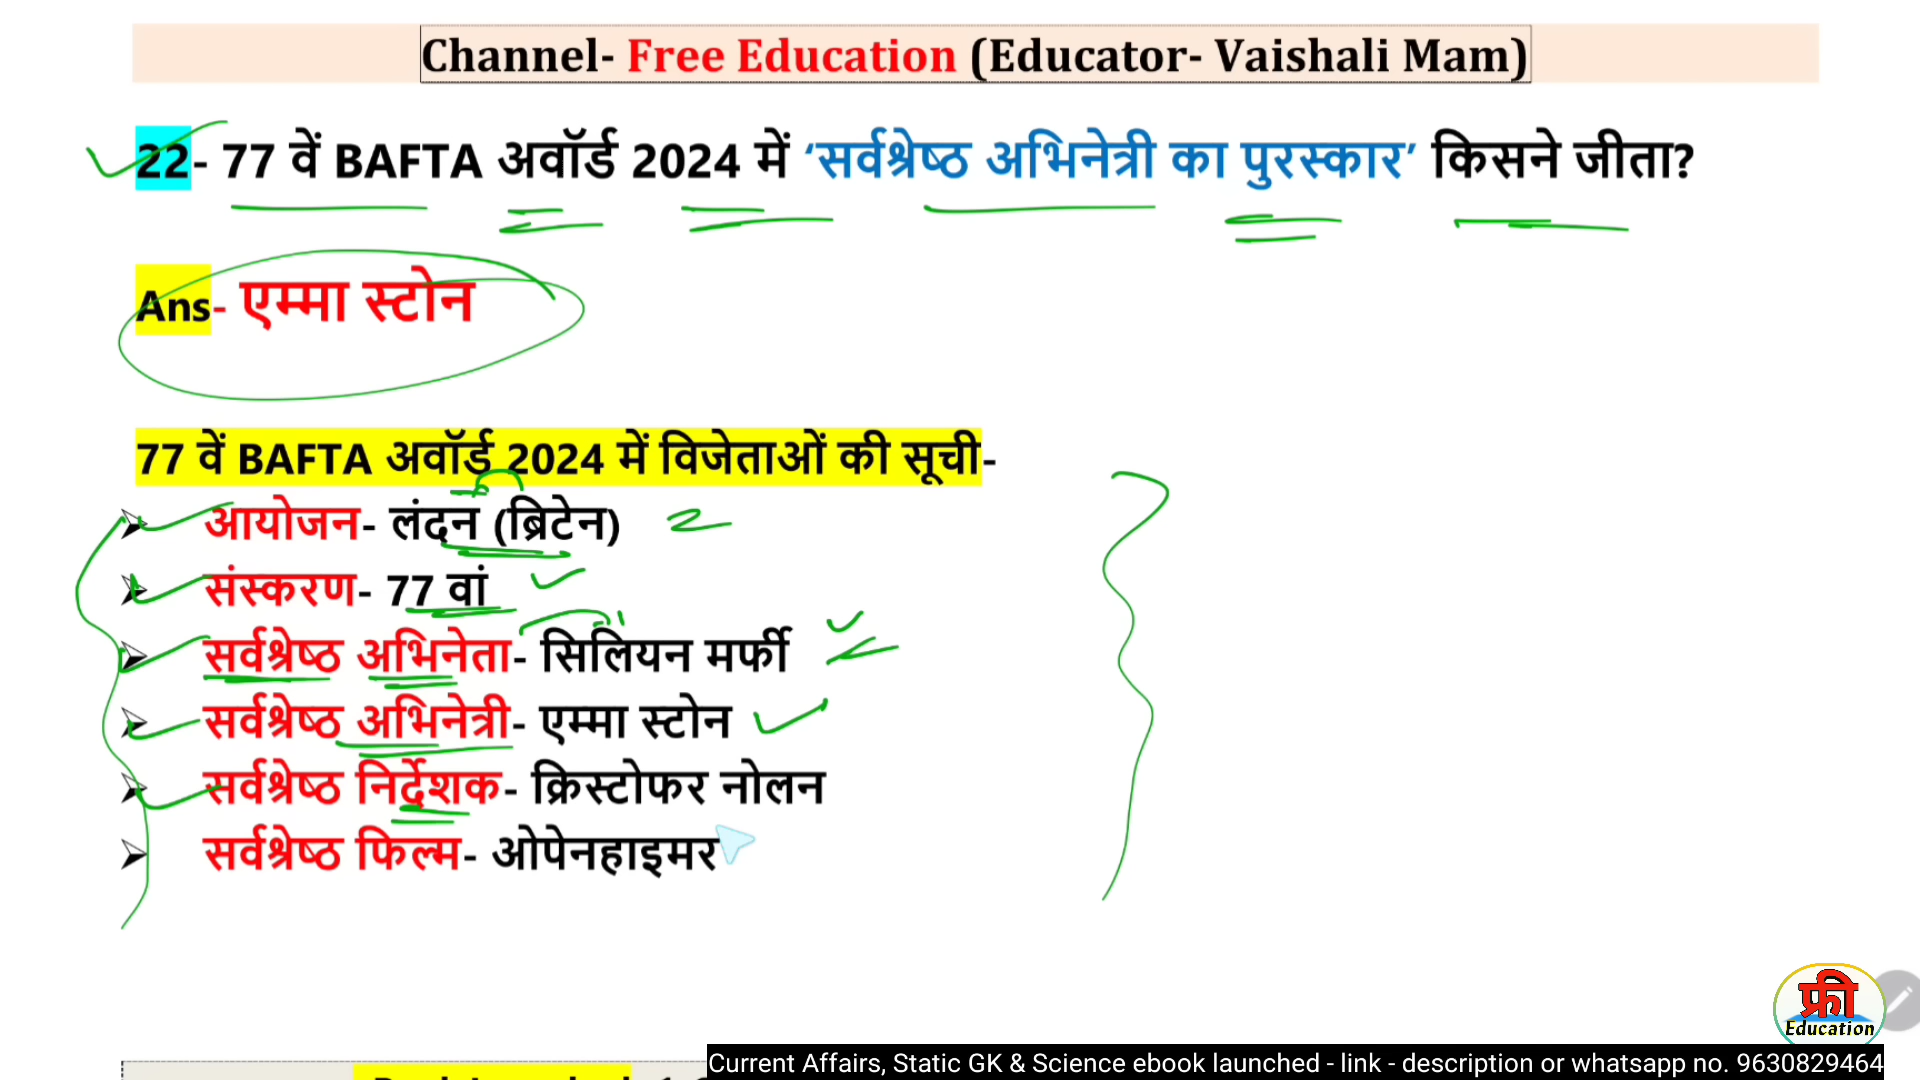 Channel- Free Education (Educator- Vaishali Mam)
22- 77 वें BAFTA अवॉर्ड 2024 में ‘सर्वश्रेष्ठ अभिनेत्री का पुरस्कार’ किसने जीता?
Ans- एम्मा स्टोन
77 वें BAFTA अवॉर्ड 2024 में विजेताओं की सूची-
➢ आयोजन- लंदन (ब्रिटेन)
➢ संस्करण- 77 वां
➢ सर्वश्रेष्ठ अभिनेता- सिलियन मर्फी
➢ सर्वश्रेष्ठ अभिनेत्री- एम्मा स्टोन
➢ सर्वश्रेष्ठ निर्देशक- क्रिस्टोफर नोलन
➢ सर्वश्रेष्ठ फिल्म- ओपेनहाइमर
फ्री
Education
Current Affairs, Static GK & Science ebook launched - link - description or whatsapp no. 9630829464